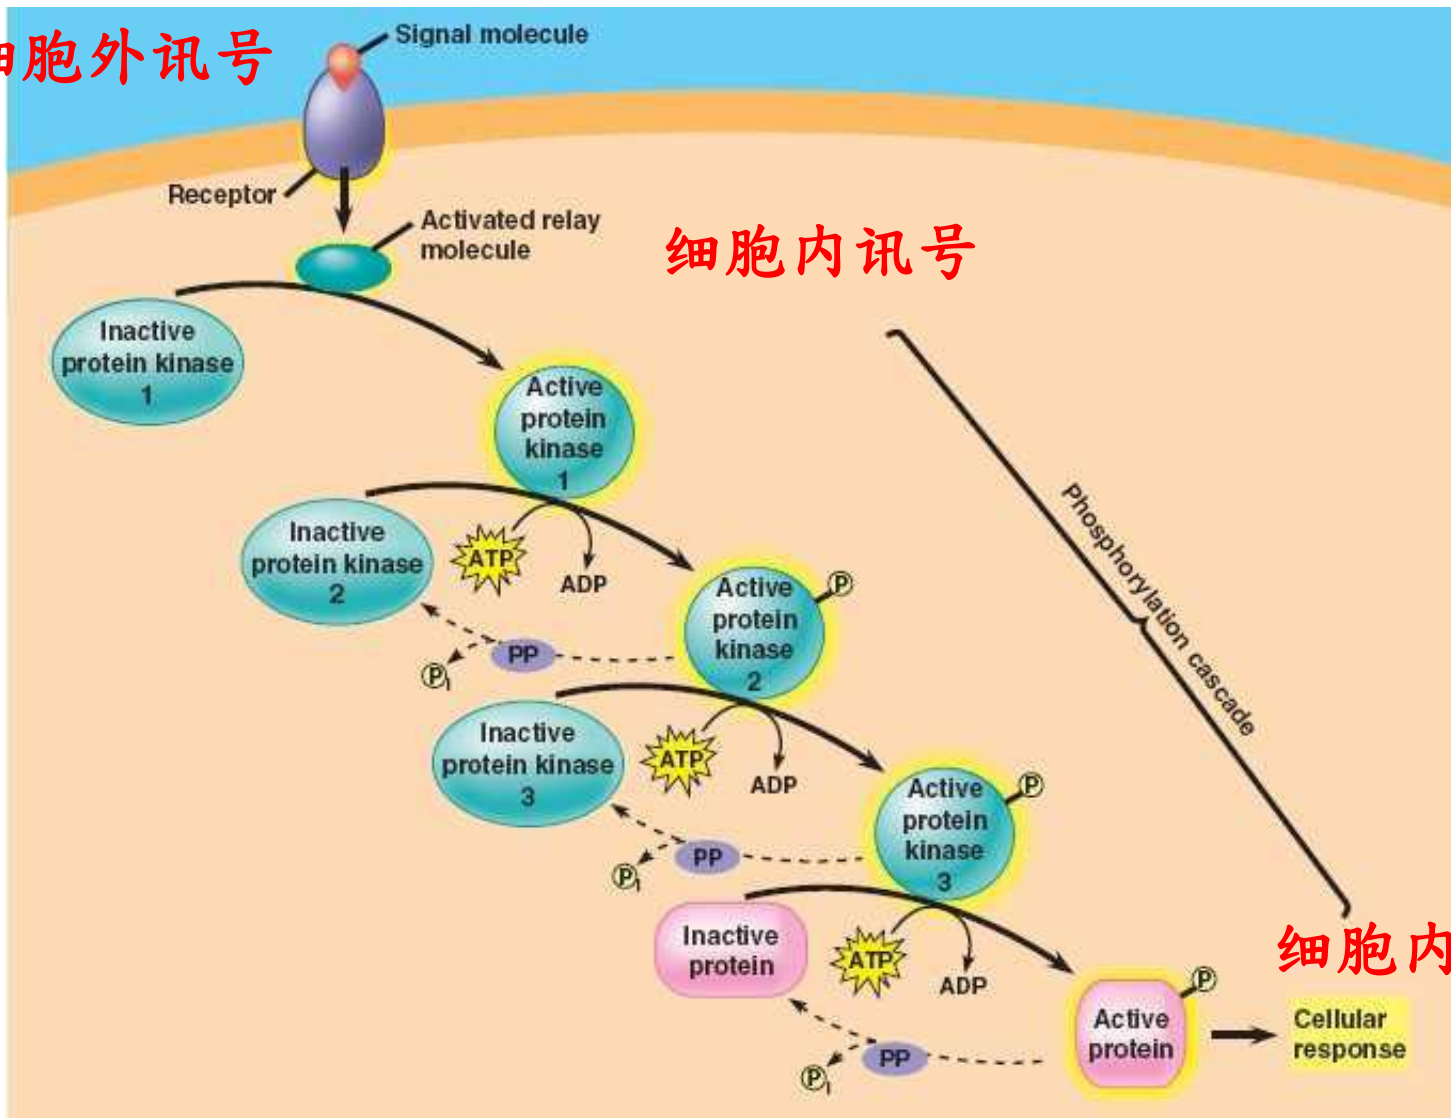 Signal molecule
胞外讯号
Receptor
Activated relay
molecule
细胞内讯号
Inactive
protein kinase
1
Active
protein
kinase
1
Inactive
protein kinase
2
ATP
ADP
Active
protein
kinase
2
P
PP
Pi
Phosphorylation cascade
Inactive
protein kinase
3
ATP
ADP
Active
protein
kinase
3
P
PP
Pi
Inactive
protein
ATP
ADP
细胞内
Active
protein
P
Cellular
response
PP
Pi